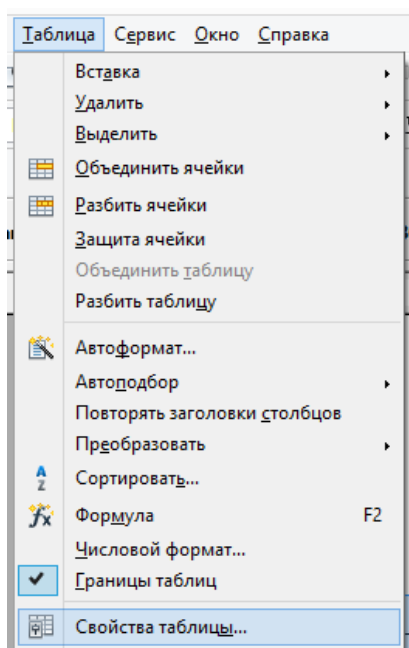 Таблица Сервис Окно Справка
Вставка
Удалить
Выделить
Объединить ячейки
Разбить ячейки
Защита ячейки
Объединить таблицу
Разбить таблицу
Автоформат...
Автоподбор
Повторять заголовки столбцов
Преобразовать
Сортировать...
Формула F2
Числовой формат...
Границы таблиц
Свойства таблицы...